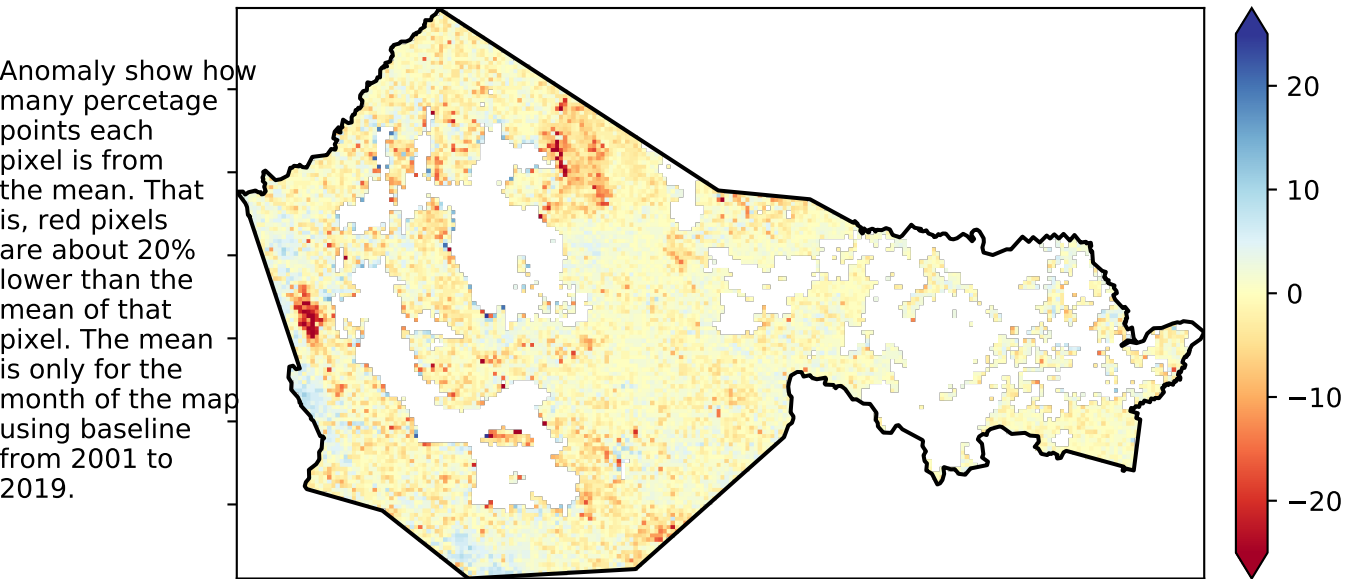 Anomaly show how
many percetage
points each
pixel is from
the mean. That
is, red pixels
are about 20%
lower than the
mean of that
pixel. The mean
is only for the
month of the map
using baseline
from 2001 to
2019.
20
10
0
−10
−20